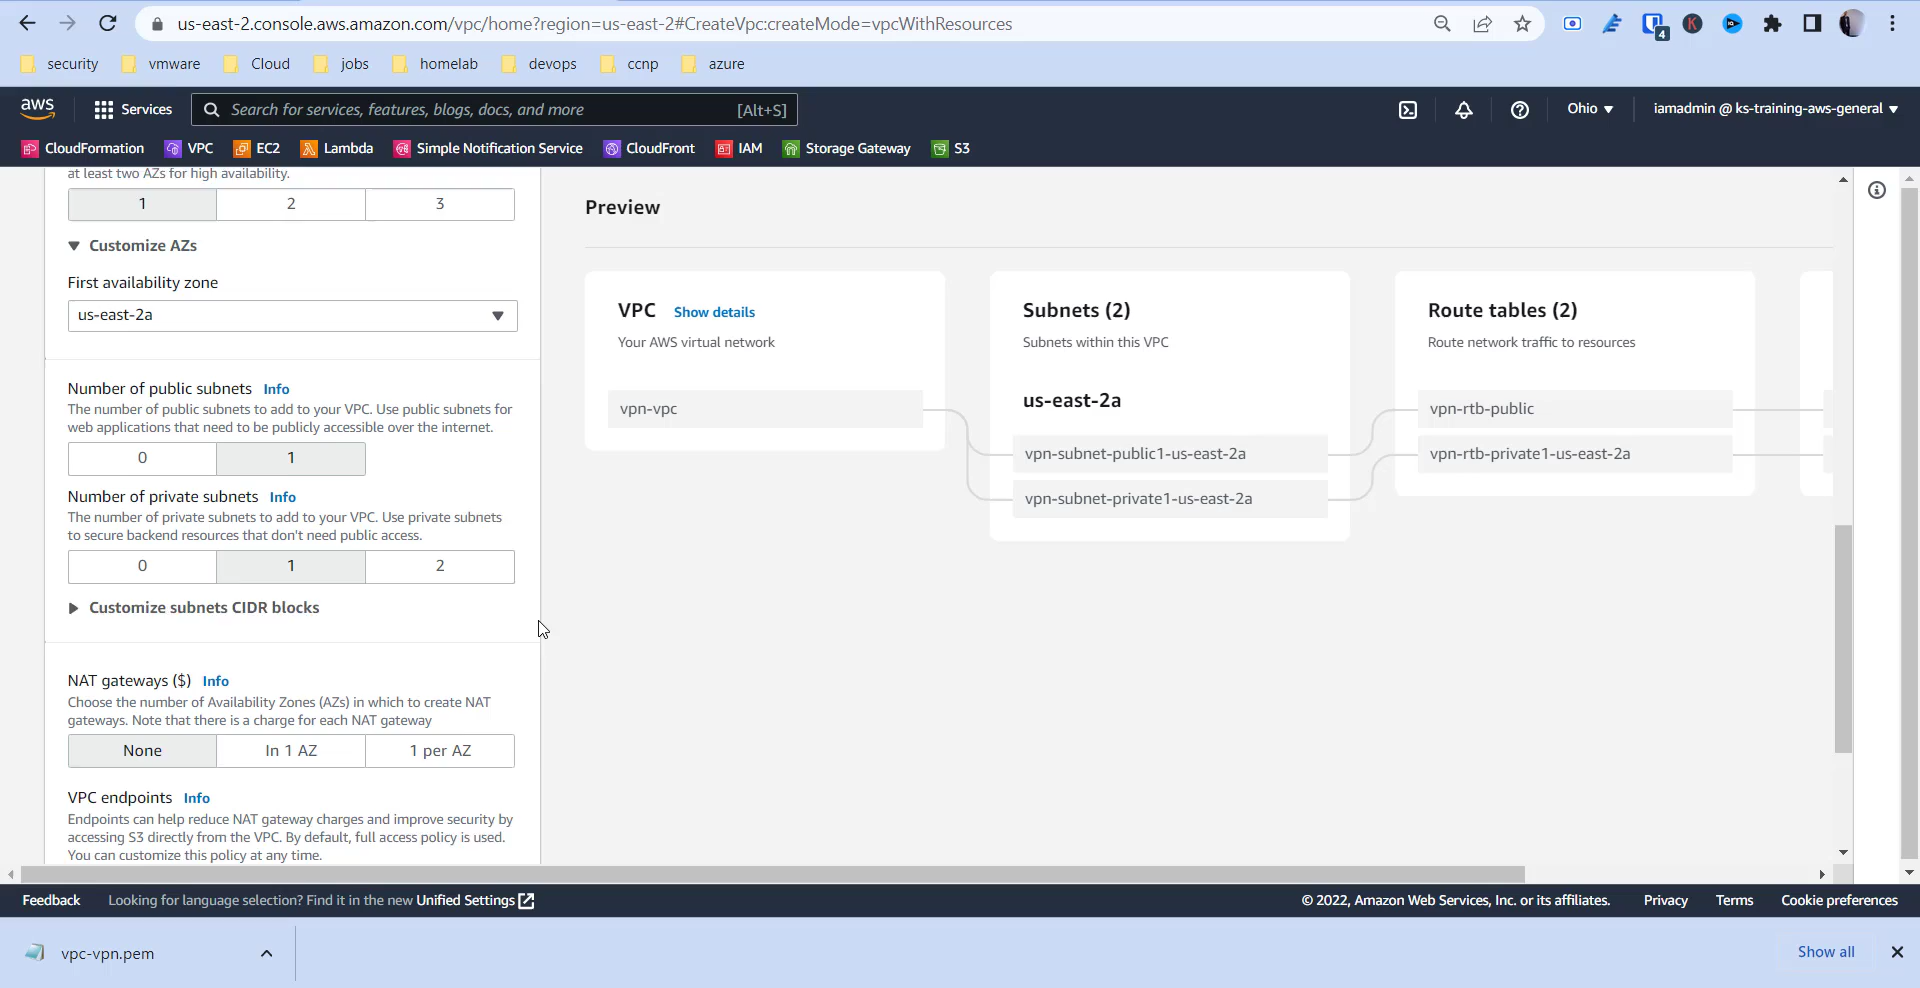 us-east-2.console.aws.amazon.com/vpc/home?region=us-east-2#CreateVpc:createMode=vpcWithResources
4
K
security
vmware
Cloud
jobs
homelab
devops
ccnp
azure
aws
Services
Search for services, features, blogs, docs, and more
[Alt+S]
Ohio
iamadmin @ ks-training-aws-general
CloudFormation
VPC
EC2
Lambda
Simple Notification Service
CloudFront
IAM
Storage Gateway
S3
at least two AZs for high availability.
1
2
3
Customize AZs
First availability zone
us-east-2a
Number of public subnets Info
The number of public subnets to add to your VPC. Use public subnets for
web applications that need to be publicly accessible over the internet.
0
1
Number of private subnets Info
The number of private subnets to add to your VPC. Use private subnets
to secure backend resources that don't need public access.
0
1
2
Customize subnets CIDR blocks
NAT gateways ($) Info
Choose the number of Availability Zones (AZs) in which to create NAT
gateways. Note that there is a charge for each NAT gateway
None
In 1 AZ
1 per AZ
VPC endpoints Info
Endpoints can help reduce NAT gateway charges and improve security by
accessing S3 directly from the VPC. By default, full access policy is used.
You can customize this policy at any time.
Preview
VPC Show details
Your AWS virtual network
vpn-vpc
Subnets (2)
Subnets within this VPC
us-east-2a
vpn-subnet-public1-us-east-2a
vpn-subnet-private1-us-east-2a
Route tables (2)
Route network traffic to resources
vpn-rtb-public
vpn-rtb-private1-us-east-2a
Feedback
Looking for language selection? Find it in the new Unified Settings
© 2022, Amazon Web Services, Inc. or its affiliates.
Privacy
Terms
Cookie preferences
vpc-vpn.pem
Show all